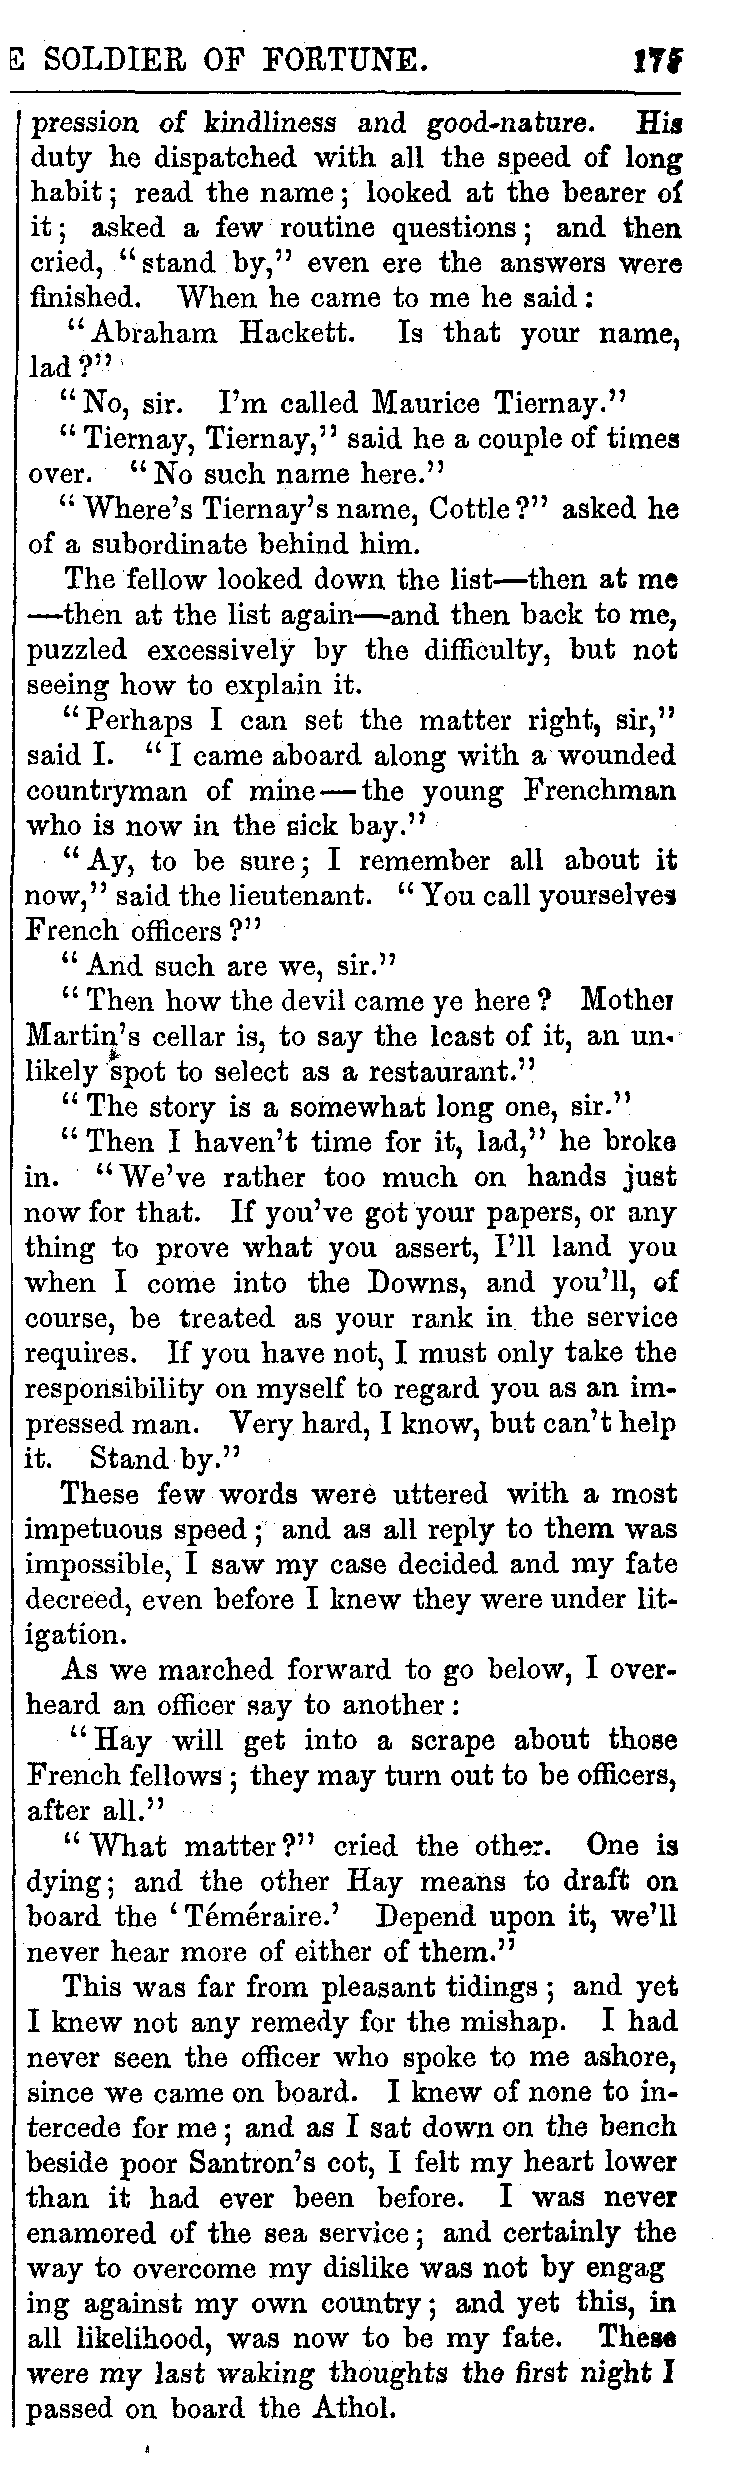 E SOLDIER OF FORTUNE. 175
pression of kindliness and good-nature. His
duty he dispatched with all the speed of long
habit; read the name; looked at the bearer of
it; asked a few routine questions; and then
cried, "stand by," even ere the answers were
finished. When he came to me he said:
"Abraham Hackett. Is that your name,
lad?"
"No, sir. I'm called Maurice Tiernay."
"Tiernay, Tiernay," said he a couple of times
over. "No such name here."
"Where's Tiernay's name, Cottle?" asked he
of a subordinate behind him.
The fellow looked down the list—then at me
—then at the list again—and then back to me,
puzzled excessively by the difficulty, but not
seeing how to explain it.
"Perhaps I can set the matter right, sir,"
said I. "I came aboard along with a wounded
countryman of mine—the young Frenchman
who is now in the sick bay."
"Ay, to be sure; I remember all about it
now," said the lieutenant. "You call yourselves
French officers?"
"And such are we, sir."
"Then how the devil came ye here? Mother
Martin's cellar is, to say the least of it, an un-
likely spot to select as a restaurant."
"The story is a somewhat long one, sir."
"Then I haven't time for it, lad," he broke
in. "We've rather too much on hands just
now for that. If you've got your papers, or any
thing to prove what you assert, I'll land you
when I come into the Downs, and you'll, of
course, be treated as your rank in the service
requires. If you have not, I must only take the
responsibility on myself to regard you as an im-
pressed man. Very hard, I know, but can't help
it. Stand by."
These few words were uttered with a most
impetuous speed; and as all reply to them was
impossible, I saw my case decided and my fate
decreed, even before I knew they were under lit-
igation.
As we marched forward to go below, I over-
heard an officer say to another:
"Hay will get into a scrape about those
French fellows; they may turn out to be officers,
after all."
"What matter?" cried the other. One is
dying; and the other Hay means to draft on
board the 'Téméraire.' Depend upon it, we'll
never hear more of either of them."
This was far from pleasant tidings; and yet
I knew not any remedy for the mishap. I had
never seen the officer who spoke to me ashore,
since we came on board. I knew of none to in-
tercede for me; and as I sat down on the bench
beside poor Santron's cot, I felt my heart lower
than it had ever been before. I was never
enamored of the sea service; and certainly the
way to overcome my dislike was not by engag
ing against my own country; and yet this, in
all likelihood, was now to be my fate. These
were my last waking thoughts the first night I
passed on board the Athol.